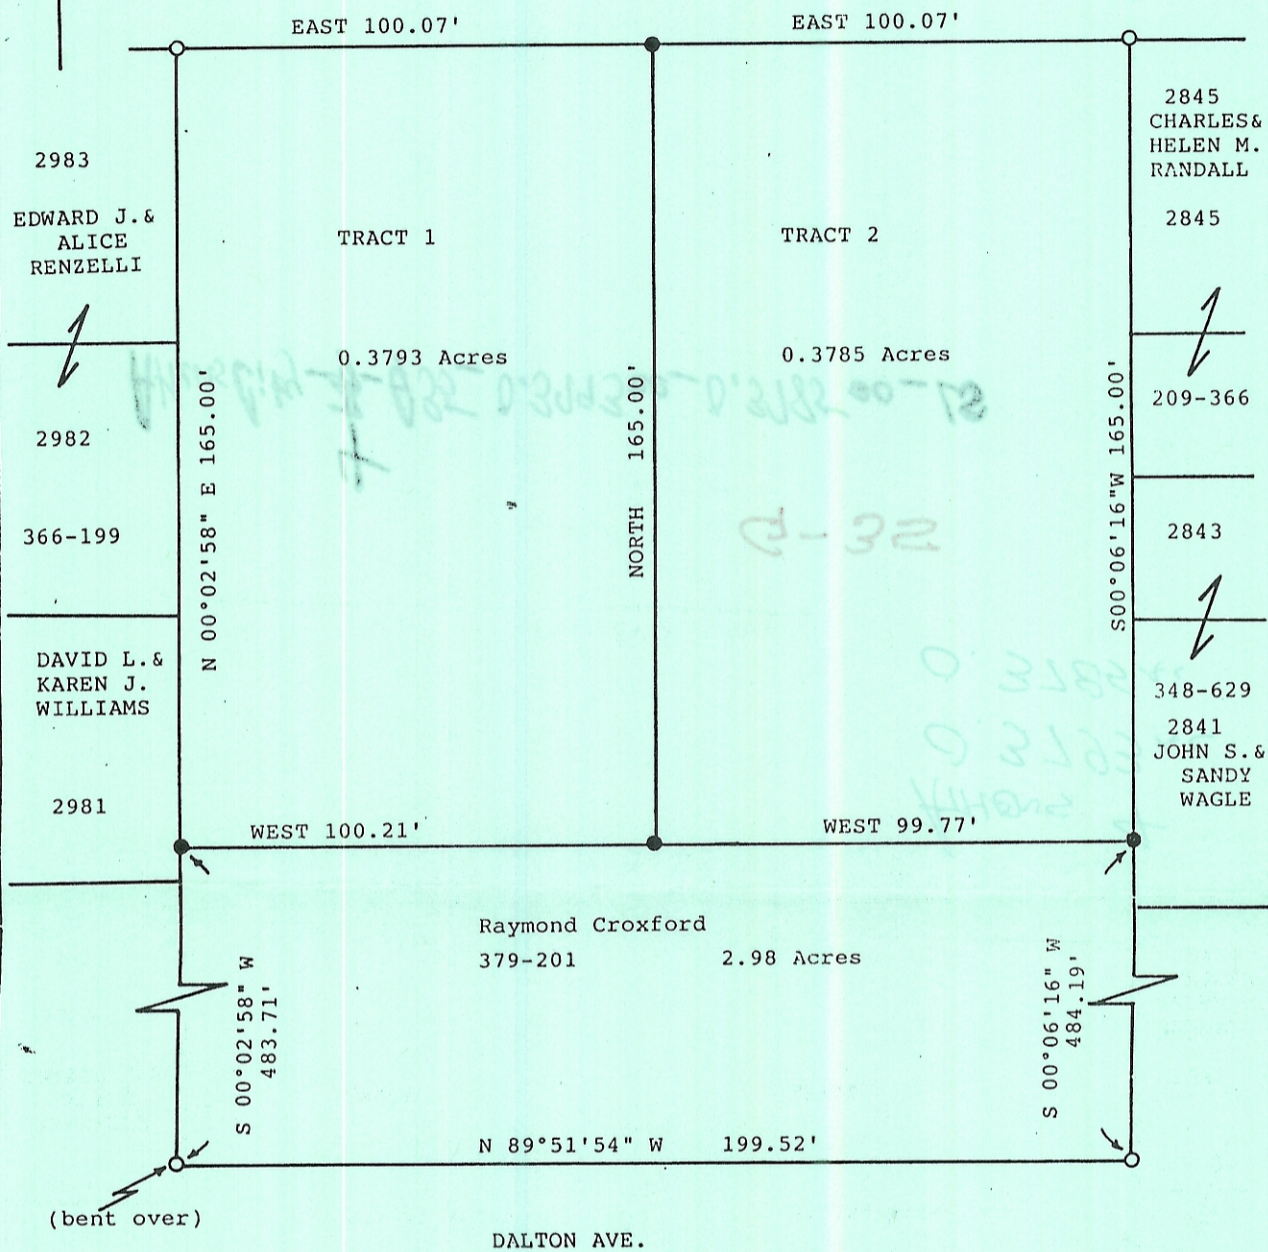 EAST 100.07'
EAST 100.07'
2983
EDWARD J.&
ALICE
RENZELLI
2982
366-199
DAVID L.&
KAREN J.
WILLIAMS
2981
TRACT 1
0.3793 Acres
N 00°02'58" E 165.00'
NORTH 165.00'
TRACT 2
0.3785 Acres
S00°06'16"W 165.00'
2845
CHARLES&
HELEN M.
RANDALL
2845
209-366
2843
348-629
2841
JOHN S.&
SANDY
WAGLE
WEST 100.21'
WEST 99.77'
Raymond Croxford
379-201 2.98 Acres
S 00°02'58" W
483.71'
S 00°06'16" W
484.19'
N 89°51'54" W 199.52'
(bent over)
DALTON AVE.